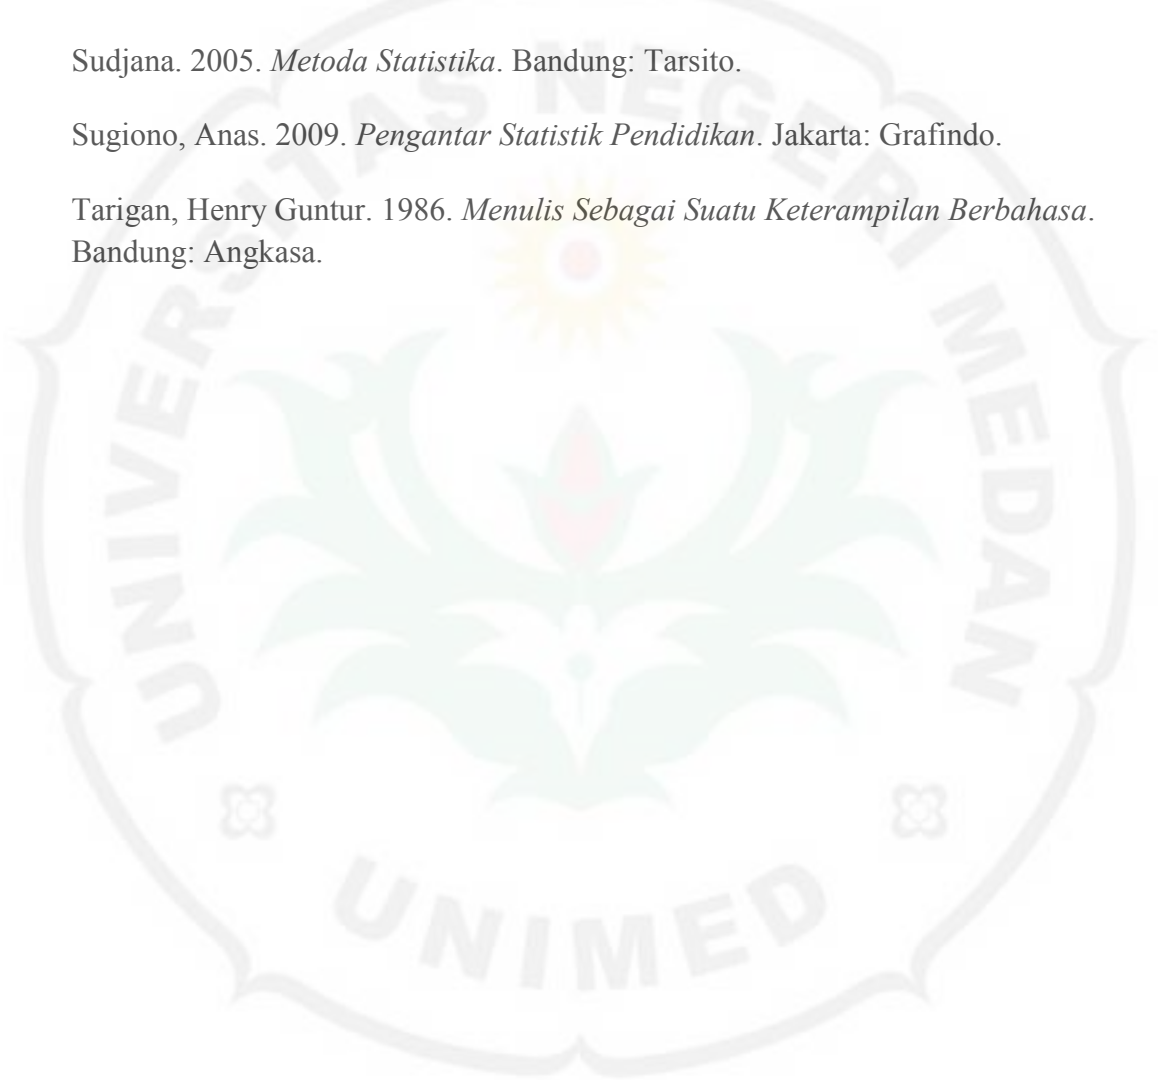 Sudjana. 2005. Metoda Statistika. Bandung: Tarsito.
Sugiono, Anas. 2009. Pengantar Statistik Pendidikan. Jakarta: Grafindo.
Tarigan, Henry Guntur. 1986. Menulis Sebagai Suatu Keterampilan Berbahasa.
Bandung: Angkasa.
UNIVERSITAS NEGERI MEDAN
UNIMED